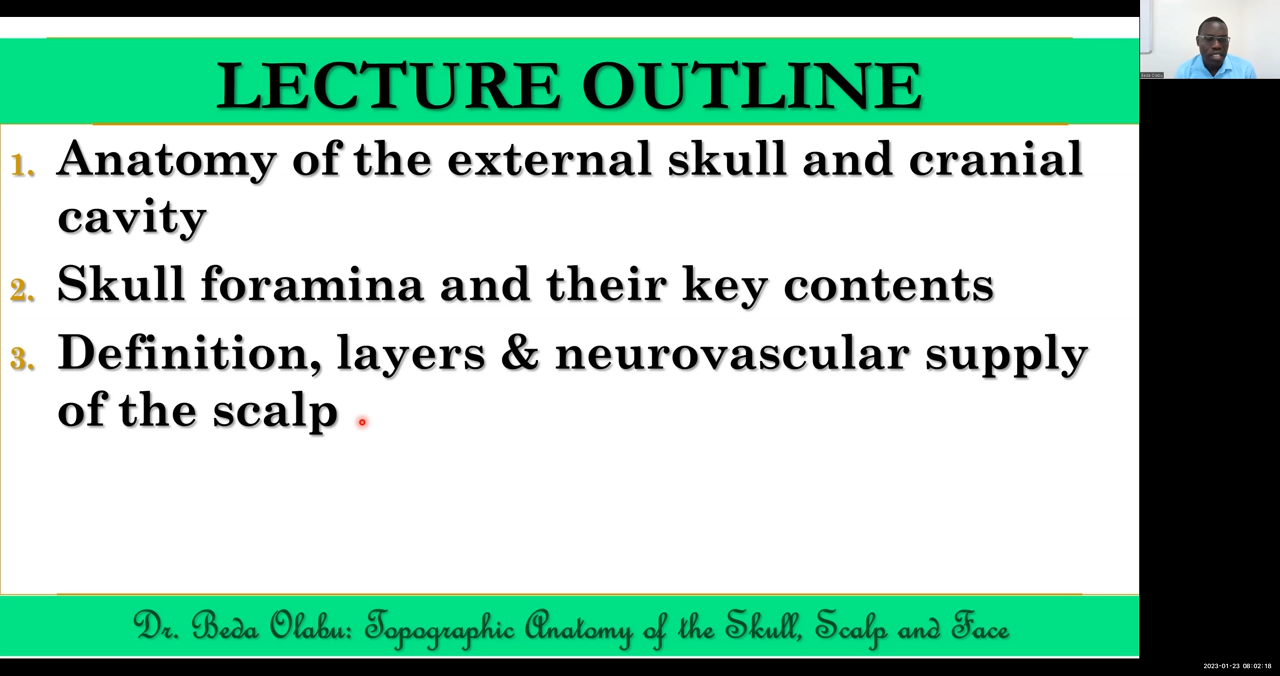 LECTURE OUTLINE
1. Anatomy of the external skull and cranial
cavity
2. Skull foramina and their key contents
3. Definition, layers & neurovascular supply
of the scalp
Dr. Beda Olabu: Topographic Anatomy of the Skull, Scalp and Face
Beda Olabu
2023-01-23 08:02:18